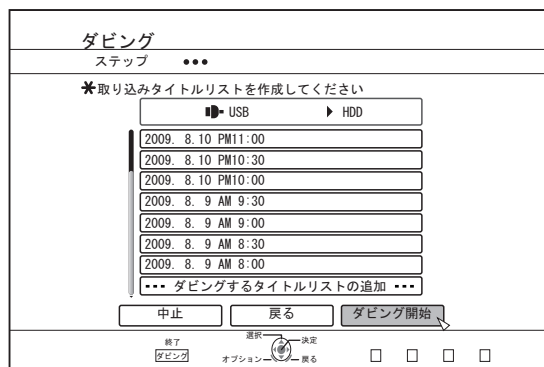 ダビング
ステップ •••
✱取り込みタイトルリストを作成してください
USB ▶ HDD
2009. 8.10 PM11:00
2009. 8.10 PM10:30
2009. 8.10 PM10:00
2009. 8. 9 AM 9:30
2009. 8. 9 AM 9:00
2009. 8. 9 AM 8:30
2009. 8. 9 AM 8:00
--- ダビングするタイトルリストの追加 ---
中止 戻る ダビング開始
終了 選択 決定
ダビング オプション 戻る